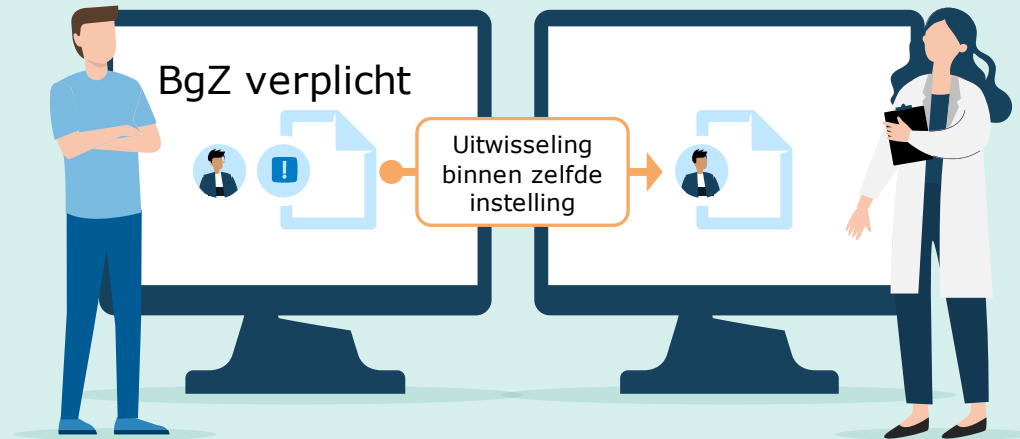 BgZ verplicht
Uitwisseling
binnen zelfde
instelling
!